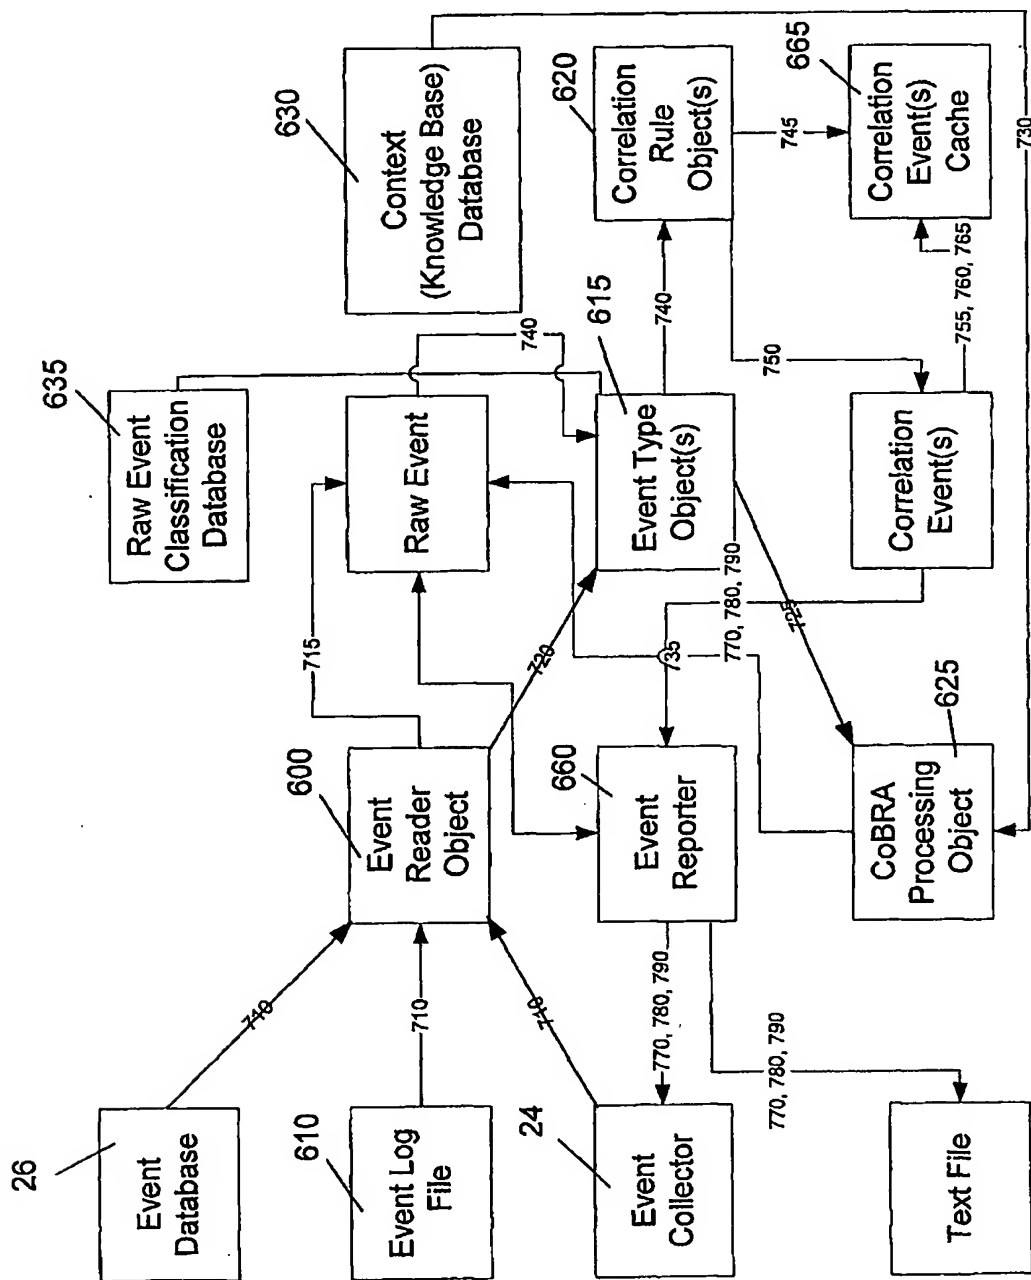 26
Event
Database
610
Event Log
File
24
Event
Collector
Text File
710
710
710
600
Event
Reader
Object
660
Event
Reporter
CoBRA
Processing
Object
625
715
720
735
725
770, 780, 790
770, 780, 790
770, 780, 790
635
Raw Event
Classification
Database
Raw Event
615
Event Type
Object(s)
Correlation
Event(s)
740
740
750
755, 760, 765
630
Context
(Knowledge Base)
Database
620
Correlation
Rule
Object(s)
745
665
Correlation
Event(s)
Cache
730